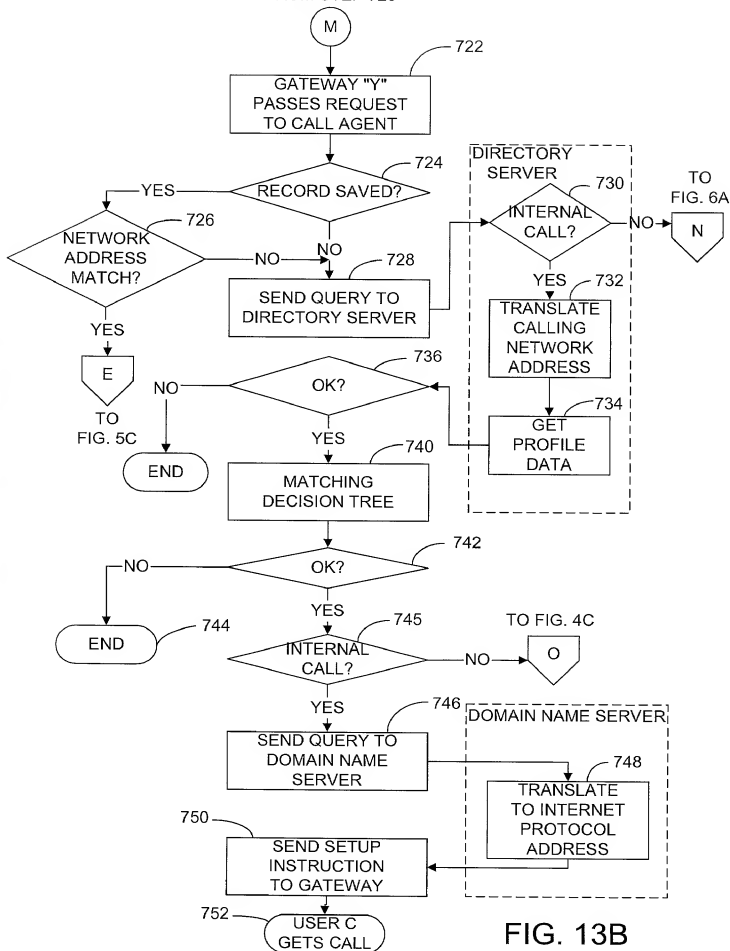 M
722
GATEWAY "Y"
PASSES REQUEST
TO CALL AGENT
724
RECORD SAVED?
YES
NO
726
NETWORK
ADDRESS
MATCH?
NO
YES
E
TO
FIG. 5C
728
SEND QUERY TO
DIRECTORY SERVER
DIRECTORY
SERVER
730
INTERNAL
CALL?
NO
TO
FIG. 6A
N
YES
732
TRANSLATE
CALLING
NETWORK
ADDRESS
734
GET
PROFILE
DATA
736
OK?
NO
END
YES
740
MATCHING
DECISION TREE
742
OK?
NO
END
744
YES
745
INTERNAL
CALL?
NO
TO FIG. 4C
O
YES
746
SEND QUERY TO
DOMAIN NAME
SERVER
DOMAIN NAME SERVER
748
TRANSLATE
TO INTERNET
PROTOCOL
ADDRESS
750
SEND SETUP
INSTRUCTION
TO GATEWAY
752
USER C
GETS CALL
FIG. 13B